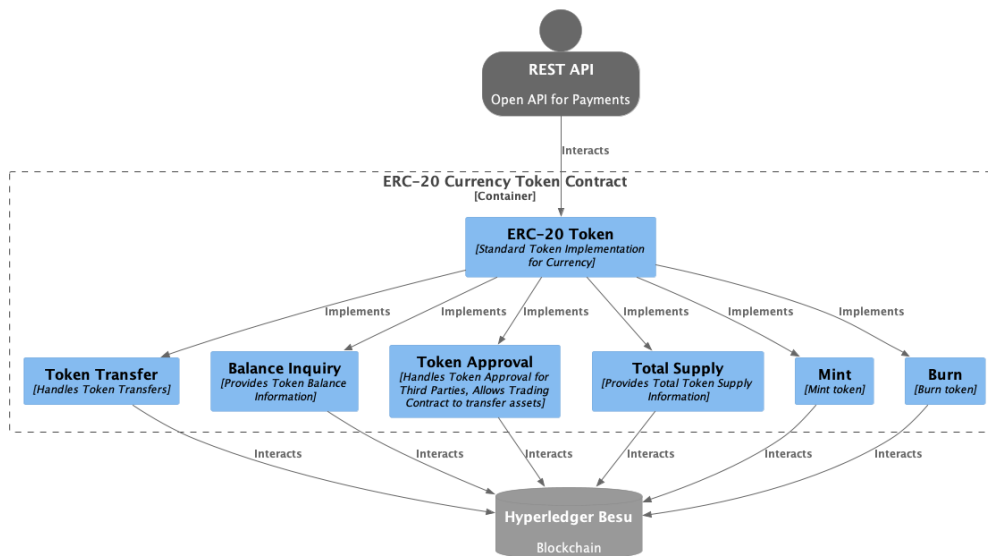 REST API
Open API for Payments
Interacts
ERC-20 Currency Token Contract
[Container]
ERC-20 Token
[Standard Token Implementation
for Currency]
Implements
Implements
Implements
Implements
Implements
Implements
Token Transfer
[Handles Token Transfers]
Balance Inquiry
[Provides Token Balance
Information]
Token Approval
[Handles Token Approval for
Third Parties, Allows Trading
Contract to transfer assets]
Total Supply
[Provides Total Token Supply
Information]
Mint
[Mint token]
Burn
[Burn token]
Interacts
Interacts
Interacts
Interacts
Interacts
Interacts
Hyperledger Besu
Blockchain